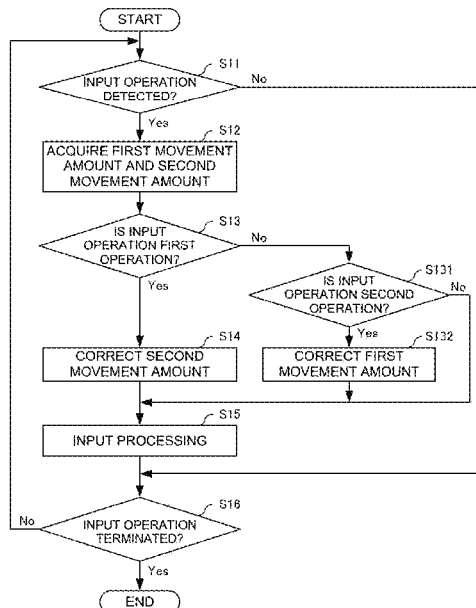 START
S11
INPUT OPERATION
DETECTED?
No
Yes
S12
ACQUIRE FIRST MOVEMENT
AMOUNT AND SECOND
MOVEMENT AMOUNT
S13
IS INPUT
OPERATION FIRST
OPERATION?
No
Yes
S131
IS INPUT
OPERATION SECOND
OPERATION?
No
Yes
S14
CORRECT SECOND
MOVEMENT AMOUNT
S132
CORRECT FIRST
MOVEMENT AMOUNT
S15
INPUT PROCESSING
S16
INPUT OPERATION
TERMINATED?
No
Yes
END